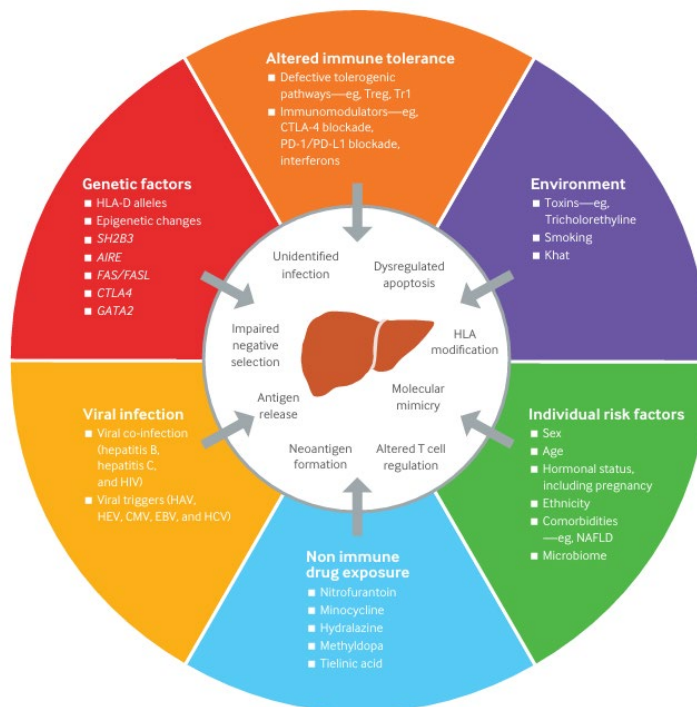 Altered immune tolerance
■ Defective tolerogenic
pathways—eg, Treg, Tr1
■ Immunomodulators—eg,
CTLA-4 blockade,
PD-1/PD-L1 blockade,
interferons
Genetic factors
■ HLA-D alleles
■ Epigenetic changes
■ SH2B3
■ AIRE
■ FAS/FASL
■ CTLA4
■ GATA2
Environment
■ Toxins—eg,
Tricholorethyline
■ Smoking
■ Khat
Unidentified
infection
Dysregulated
apoptosis
Impaired
negative
selection
HLA
modification
Antigen
release
Molecular
mimicry
Neoantigen
formation
Altered T cell
regulation
Viral infection
■ Viral co-infection
(hepatitis B,
hepatitis C,
and HIV)
■ Viral triggers (HAV,
HEV, CMV, EBV, and HCV)
Individual risk factors
■ Sex
■ Age
■ Hormonal status,
including pregnancy
■ Ethnicity
■ Comorbidities
—eg, NAFLD
■ Microbiome
Non immune
drug exposure
■ Nitrofurantoin
■ Minocycline
■ Hydralazine
■ Methyldopa
■ Tielinic acid